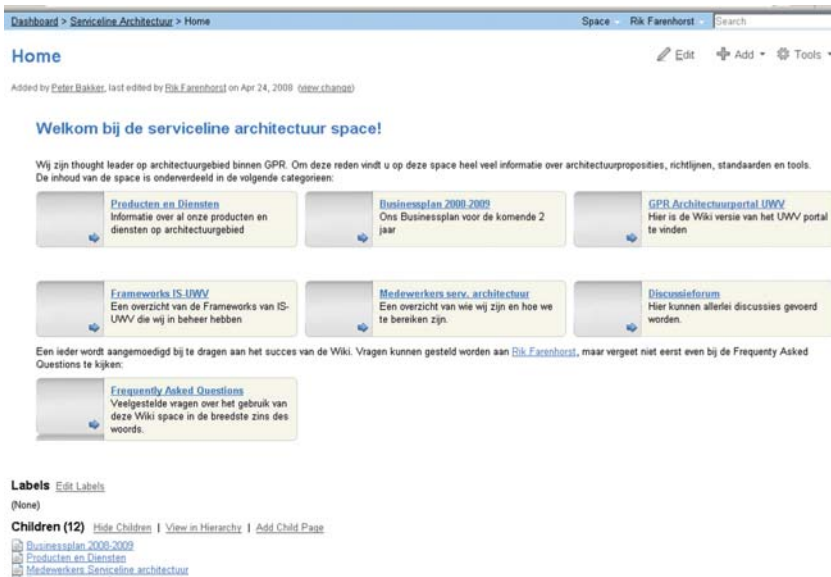 Dashboard > Serviceline Architectuur > Home
Space Rik Farenhorst Search
Home
Edit Add Tools
Added by Peter Bakker, last edited by Rik Farenhorst on Apr 24, 2008 (view change)
Welkom bij de serviceline architectuur space!
Wij zijn thought leader op architectuurgebied binnen GPR. Om deze reden vindt u op deze space heel veel informatie over architectuurproposities, richtlijnen, standaarden en tools.
De inhoud van de space is onderverdeeld in de volgende categorieen:
Producten en Diensten
Informatie over al onze producten en
diensten op architectuurgebied
Businessplan 2008-2009
Ons Businessplan voor de komende 2
jaar
GPR Architectuurportal UWV
Hier is de Wiki versie van het UWV portal
te vinden
Frameworks IS-UWV
Een overzicht van de Frameworks van IS-
UWV die wij in beheer hebben
Medewerkers serv. architectuur
Een overzicht van wie wij zijn en hoe we
te bereiken zijn.
Discussieforum
Hier kunnen allerlei discussies gevoerd
worden.
Een ieder wordt aangemoedigd bij te dragen aan het succes van de Wiki. Vragen kunnen gesteld worden aan Rik Farenhorst, maar vergeet niet eerst even bij de Frequenty Asked
Questions te kijken:
Frequently Asked Questions
Veelgestelde vragen over het gebruik van
deze Wiki space in de breedste zins des
woords.
Labels Edit Labels
(None)
Children (12) Hide Children | View in Hierarchy | Add Child Page
Businessplan 2008-2009
Producten en Diensten
Medewerkers Serviceline architectuur